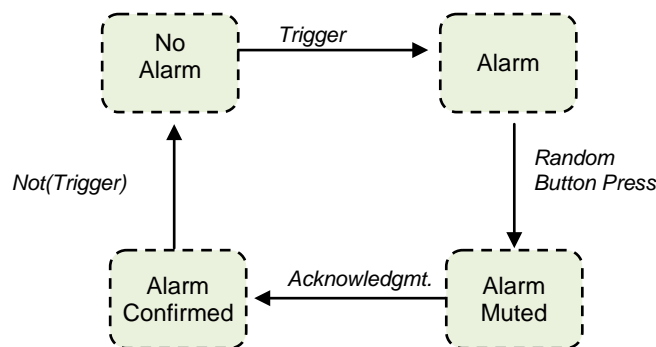 No
Alarm
Trigger
Alarm
Random
Button Press
Not(Trigger)
Alarm
Confirmed
Acknowledgmt.
Alarm
Muted